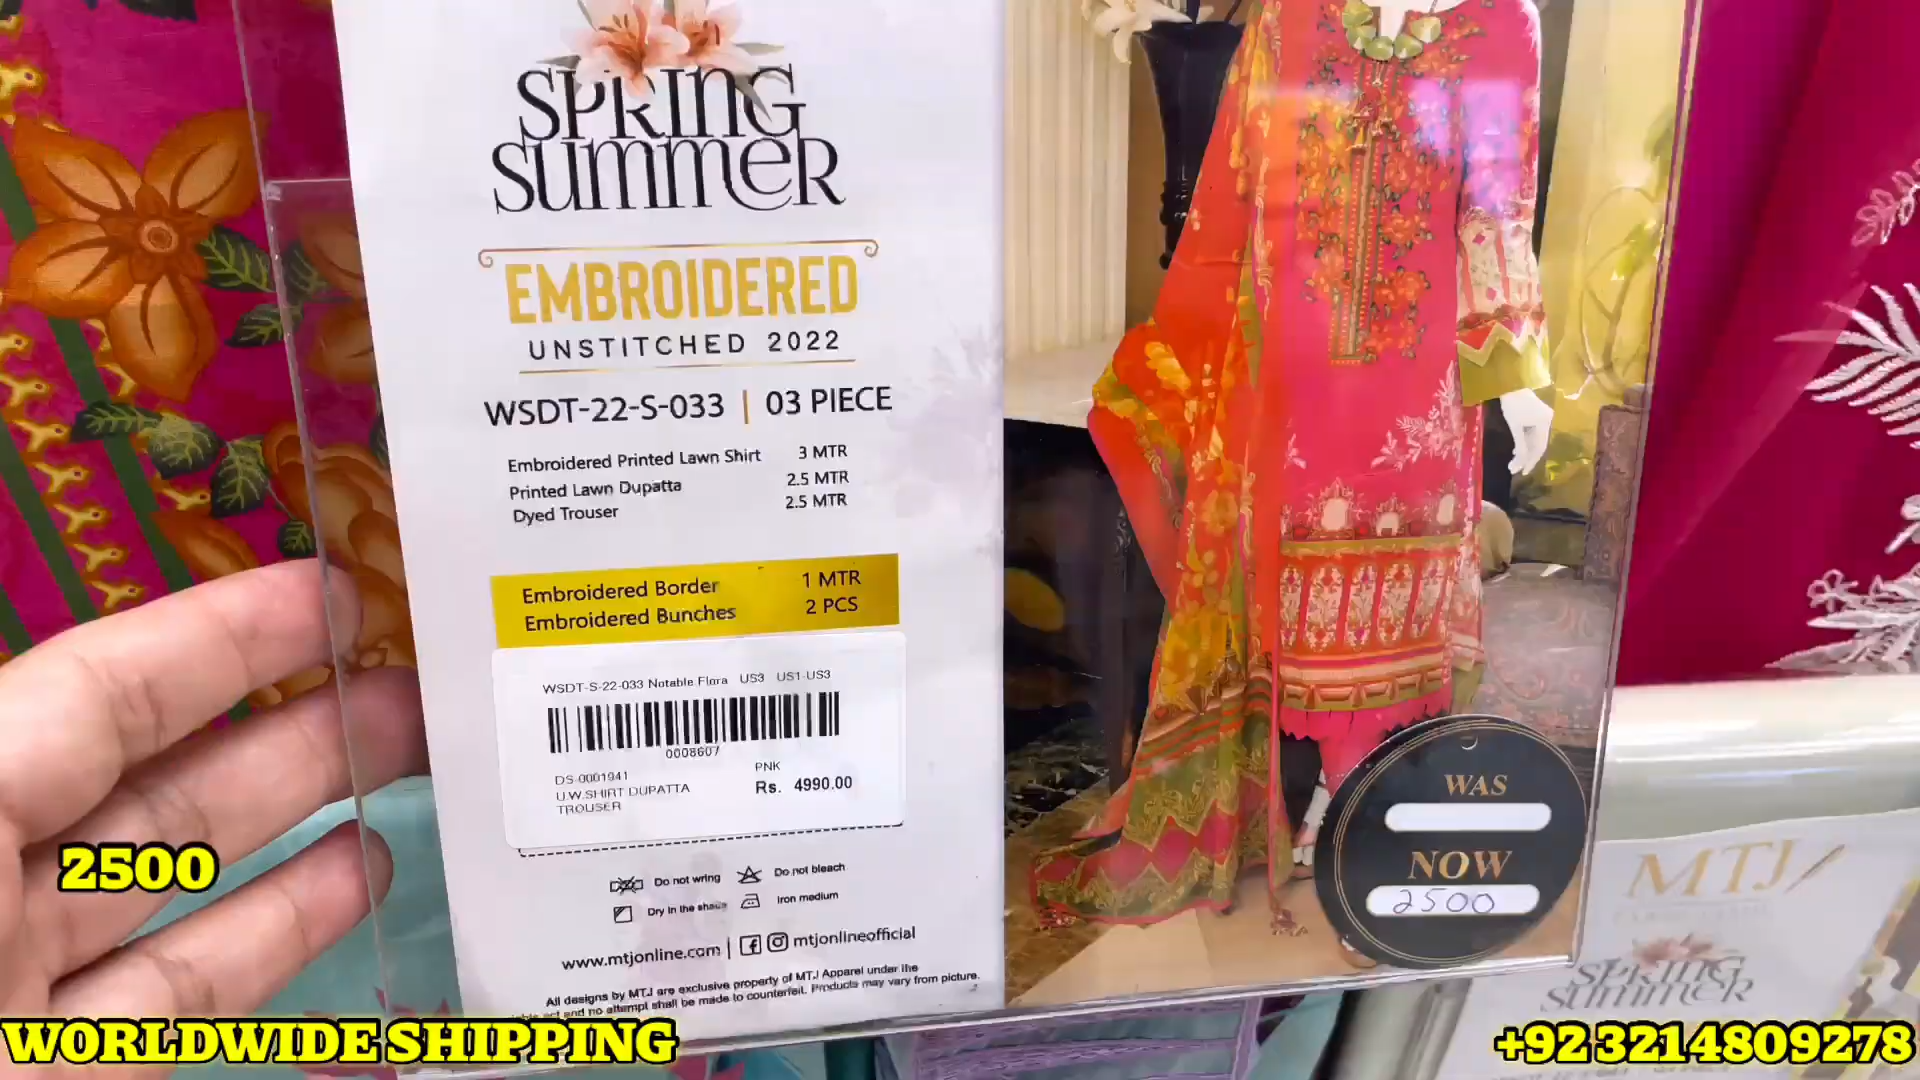 SPRING
SUMMER
EMBROIDERED
UNSTITCHED 2022
WSDT-22-S-033 | 03 PIECE
Embroidered Printed Lawn Shirt 3 MTR
Printed Lawn Dupatta 2.5 MTR
Dyed Trouser 2.5 MTR
Embroidered Border 1 MTR
Embroidered Bunches 2 PCS
WSDT-S-22-033 Notable Flora US3 US1-US3
0008607
DS-0001941 PNK
U.W.SHIRT DUPATTA Rs. 4990.00
TROUSER
Do not wring Do not bleach
Dry in the shade Iron medium
www.mtjonline.com | mtjonlineofficial
All designs by MTJ are exclusive property of MTJ Apparel under the
act and no attempt shall be made to counterfeit. Products may vary from picture.
WAS
NOW
2500
MTJ
SPRING
SUMMER
2500
WORLDWIDE SHIPPING
+92 3214809278